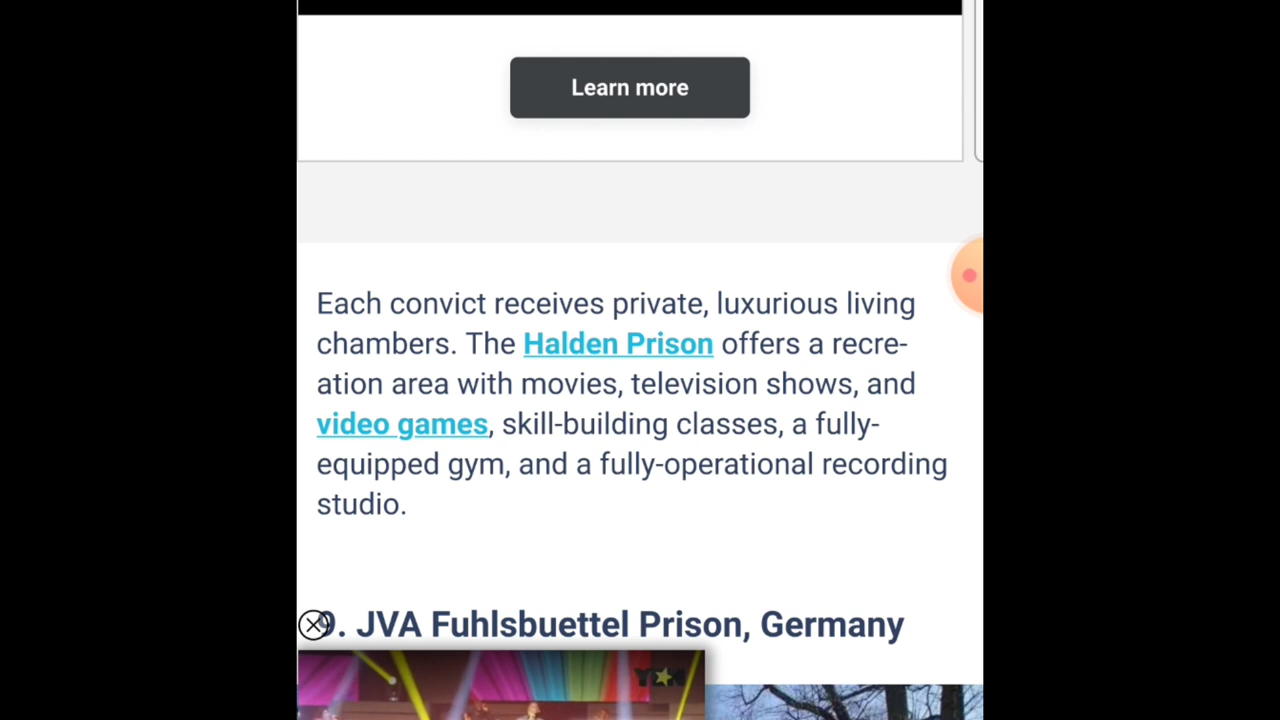 Learn more
Each convict receives private, luxurious living
chambers. The Halden Prison offers a recre-
ation area with movies, television shows, and
video games, skill-building classes, a fully-
equipped gym, and a fully-operational recording
studio.
9. JVA Fuhlsbuettel Prison, Germany
YEN